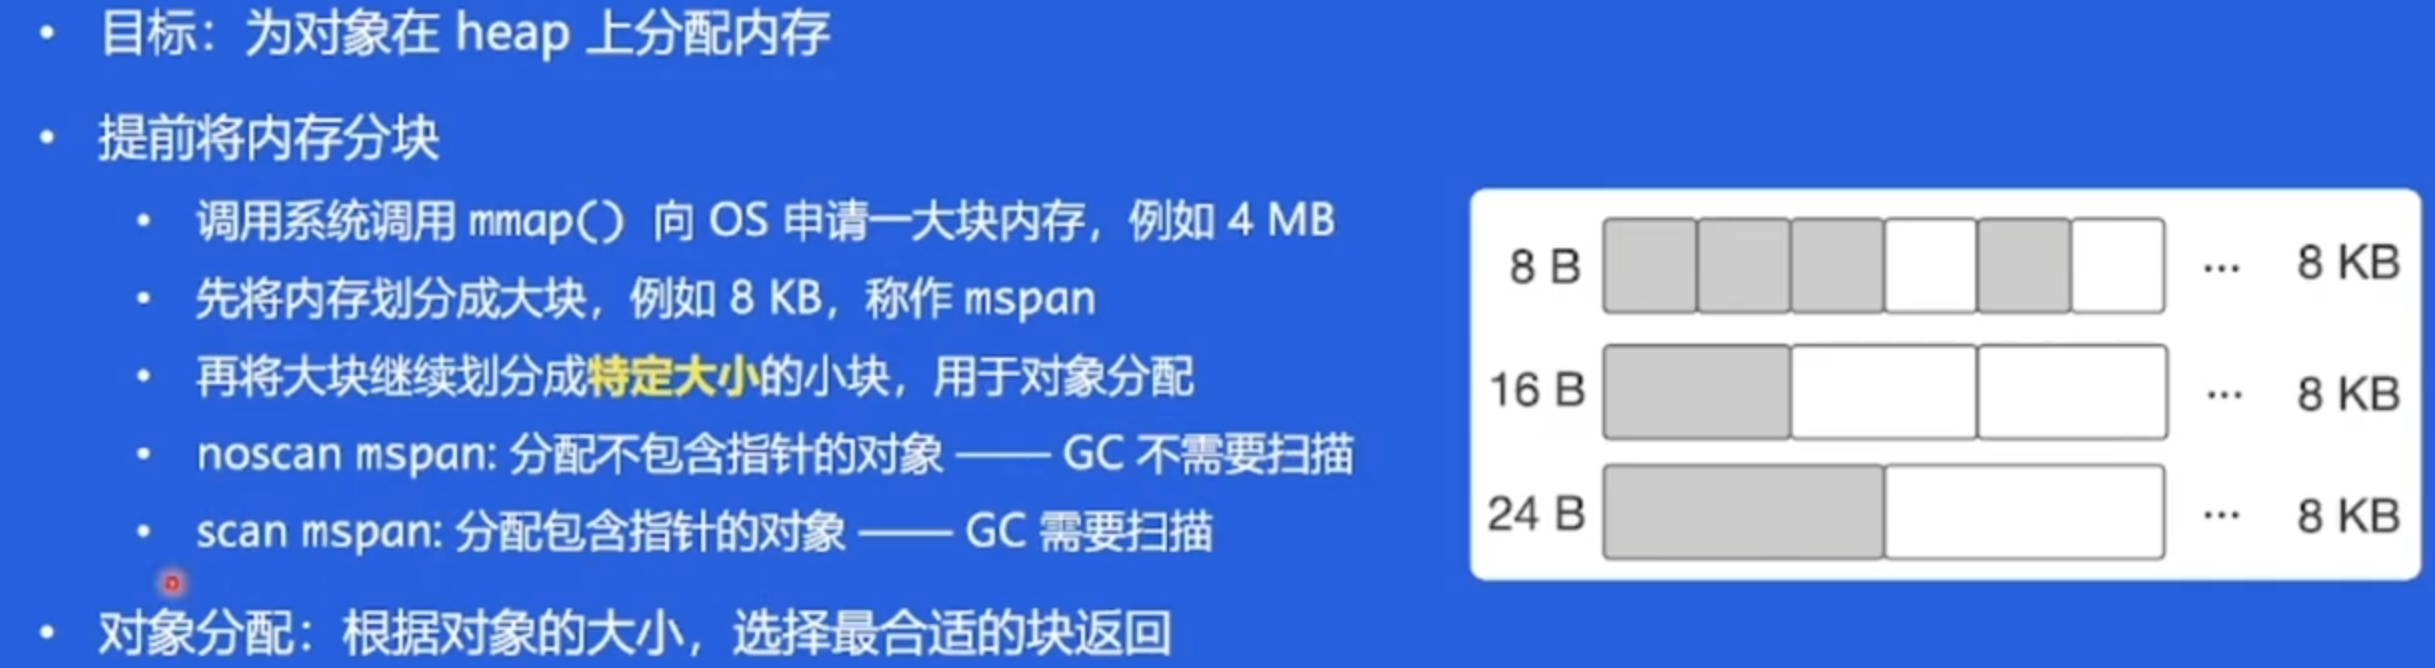 • 目标：为对象在 heap 上分配内存
• 提前将内存分块
• 调用系统调用 mmap() 向 OS 申请一大块内存，例如 4 MB
• 先将内存划分成大块，例如 8 KB，称作 mspan
• 再将大块继续划分成特定大小的小块，用于对象分配
• noscan mspan: 分配不包含指针的对象 —— GC 不需要扫描
• scan mspan: 分配包含指针的对象 —— GC 需要扫描
• 对象分配：根据对象的大小，选择最合适的块返回
8 B ... 8 KB
16 B ... 8 KB
24 B ... 8 KB